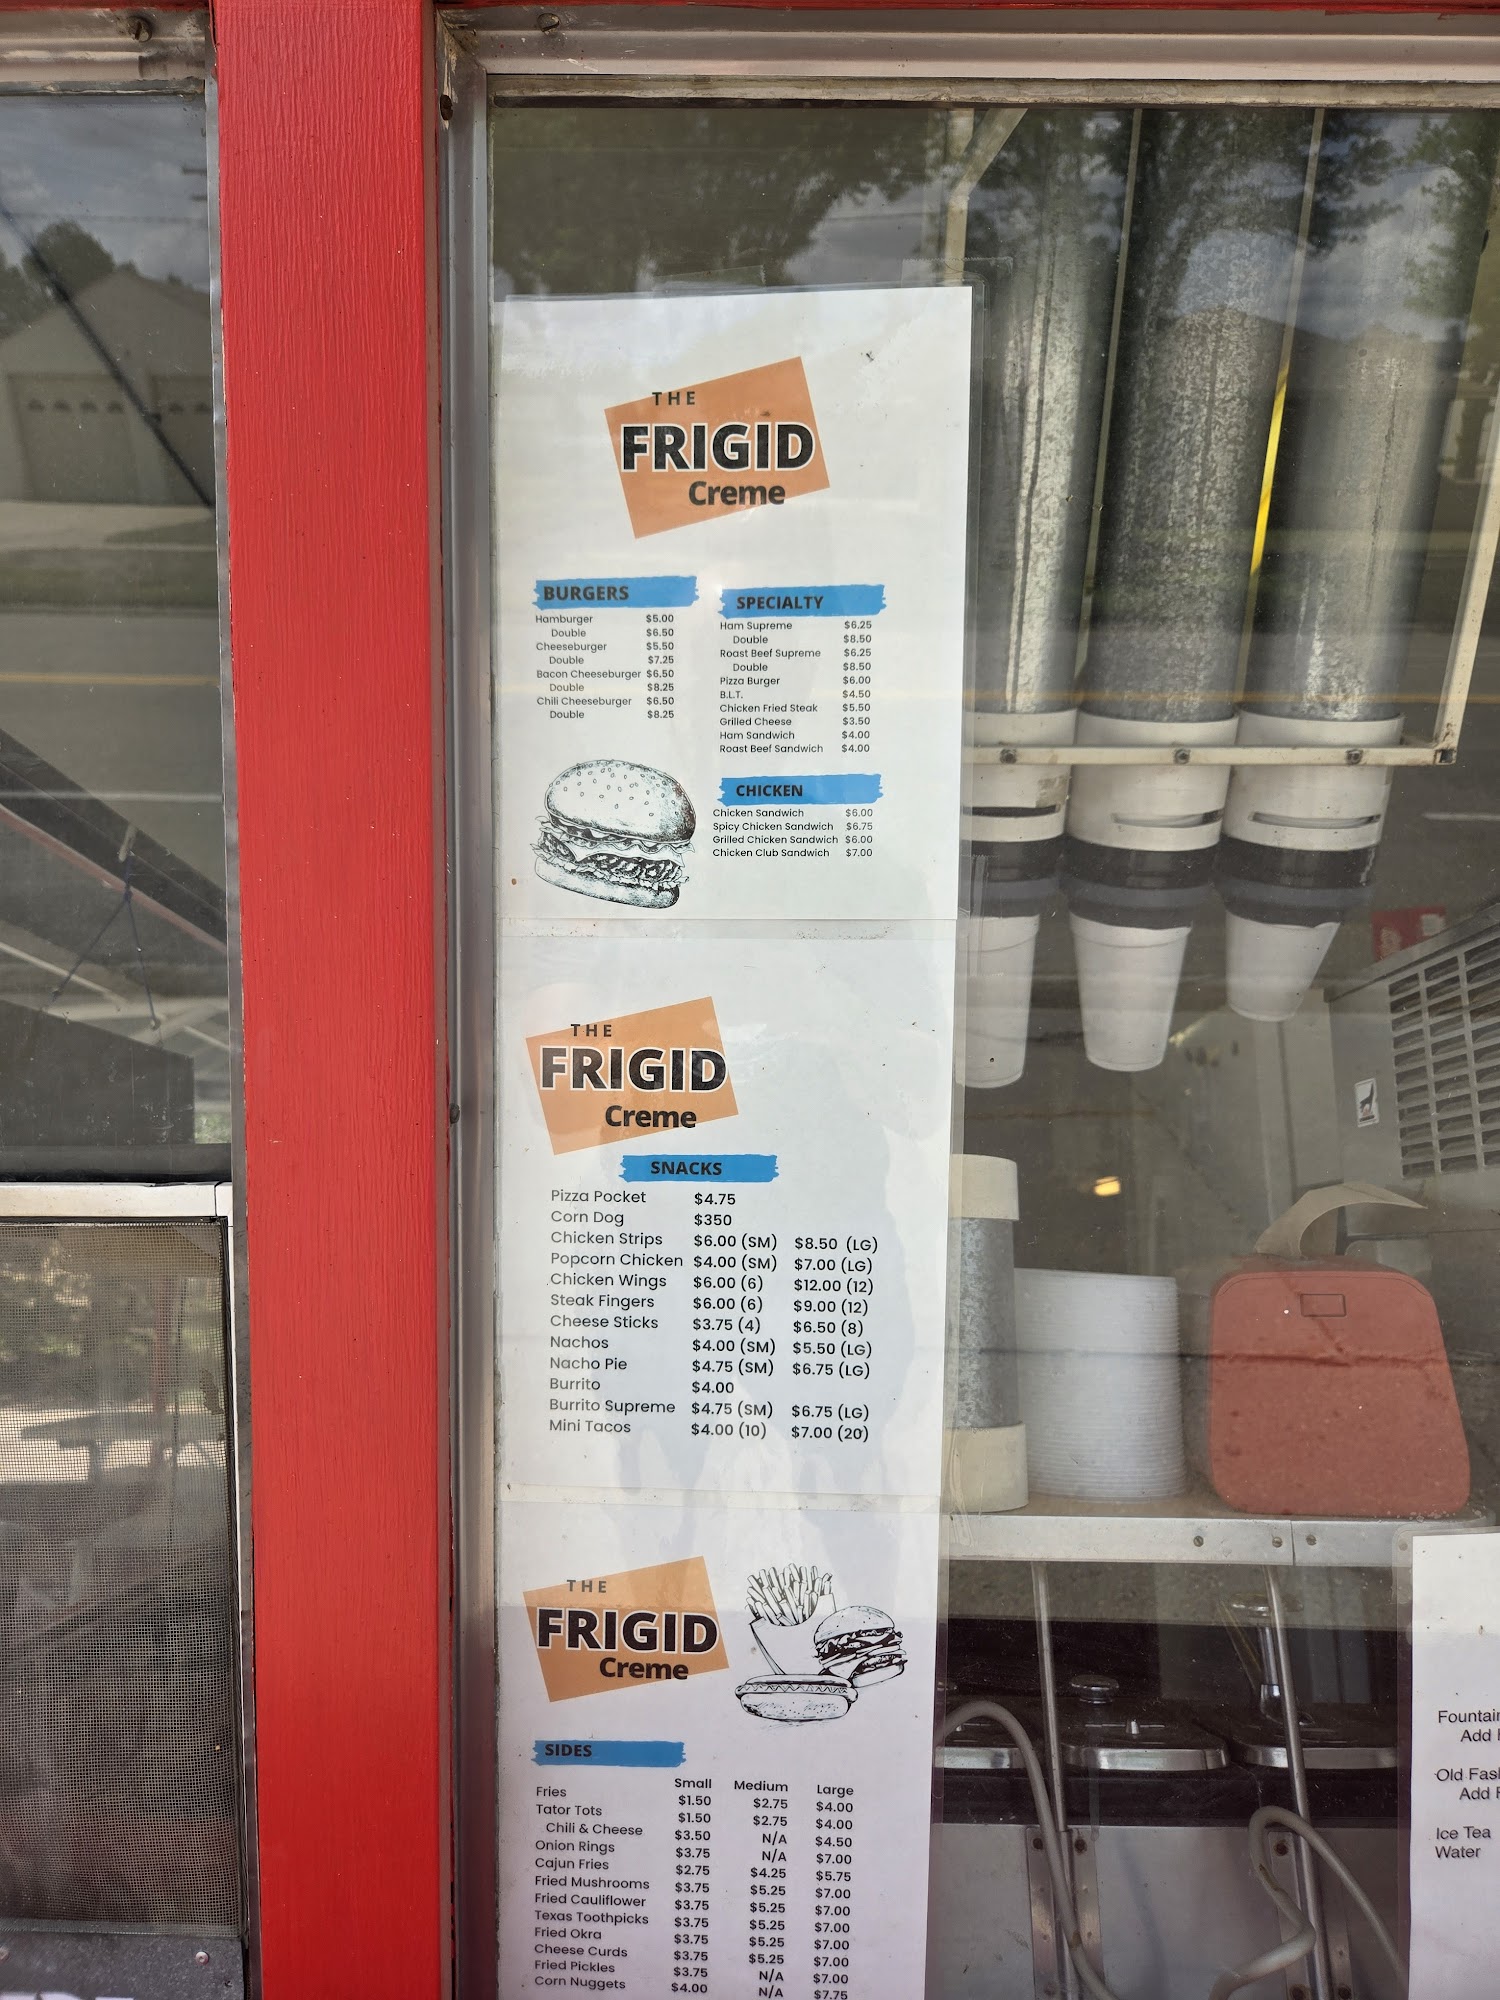 THE
FRIGID
Creme
BURGERS
Hamburger $5.00
Double $6.50
Cheeseburger $5.50
Double $7.25
Bacon Cheeseburger $6.50
Double $8.25
Chili Cheeseburger $6.50
Double $8.25
SPECIALTY
Ham Supreme $6.25
Double $8.50
Roast Beef Supreme $6.25
Double $8.50
Pizza Burger $6.00
B.L.T. $4.50
Chicken Fried Steak $5.50
Grilled Cheese $3.50
Ham Sandwich $4.00
Roast Beef Sandwich $4.00
CHICKEN
Chicken Sandwich $6.00
Spicy Chicken Sandwich $6.75
Grilled Chicken Sandwich $6.00
Chicken Club Sandwich $7.00
THE
FRIGID
Creme
SNACKS
Pizza Pocket $4.75
Corn Dog $350
Chicken Strips $6.00 (SM) $8.50 (LG)
Popcorn Chicken $4.00 (SM) $7.00 (LG)
Chicken Wings $6.00 (6) $12.00 (12)
Steak Fingers $6.00 (6) $9.00 (12)
Cheese Sticks $3.75 (4) $6.50 (8)
Nachos $4.00 (SM) $5.50 (LG)
Nacho Pie $4.75 (SM) $6.75 (LG)
Burrito $4.00
Burrito Supreme $4.75 (SM) $6.75 (LG)
Mini Tacos $4.00 (10) $7.00 (20)
THE
FRIGID
Creme
SIDES
Small Medium Large
Fries $1.50 $2.75 $4.00
Tator Tots $1.50 $2.75 $4.00
Chili & Cheese $3.50 N/A $4.50
Onion Rings $3.75 N/A $7.00
Cajun Fries $2.75 $4.25 $5.75
Fried Mushrooms $3.75 $5.25 $7.00
Fried Cauliflower $3.75 $5.25 $7.00
Texas Toothpicks $3.75 $5.25 $7.00
Fried Okra $3.75 $5.25 $7.00
Cheese Curds $3.75 $5.25 $7.00
Fried Pickles $3.75 N/A $7.00
Corn Nuggets $4.00 N/A $7.75
Add
Old
Add
Ice Tea
Water